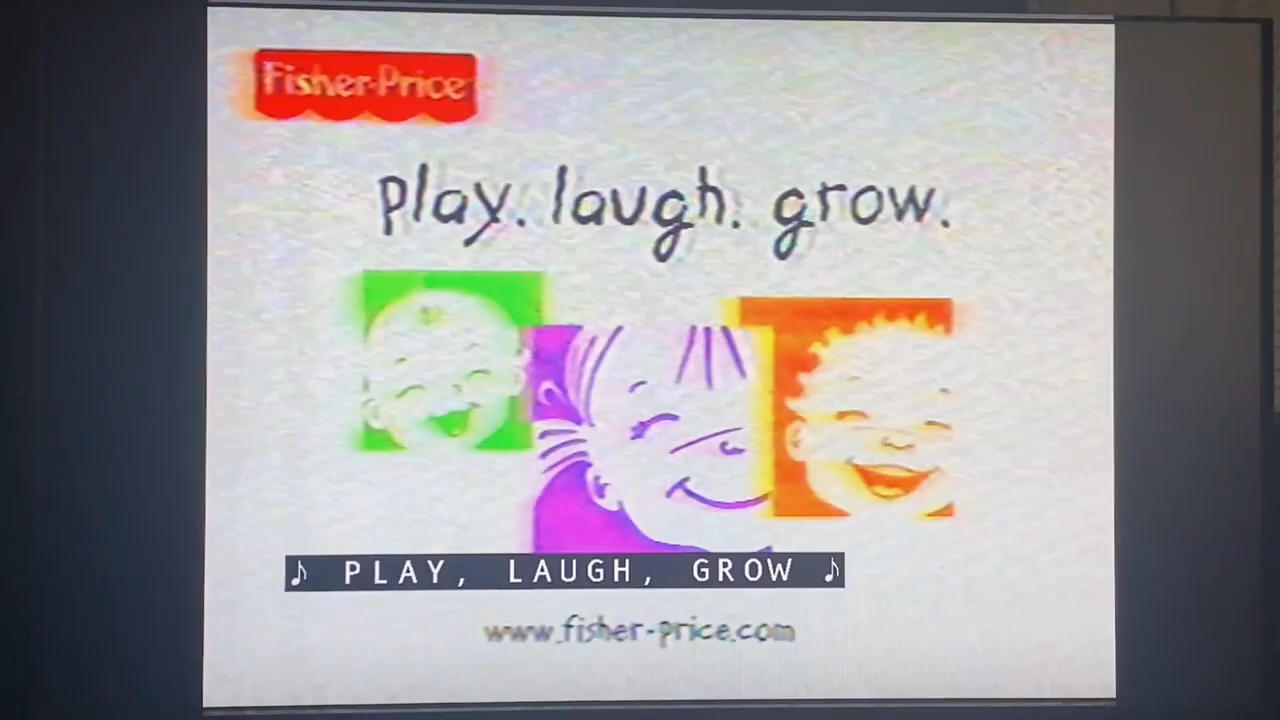 Fisher-Price
play. laugh. grow.
♪ PLAY, LAUGH, GROW ♪
www.fisher-price.com